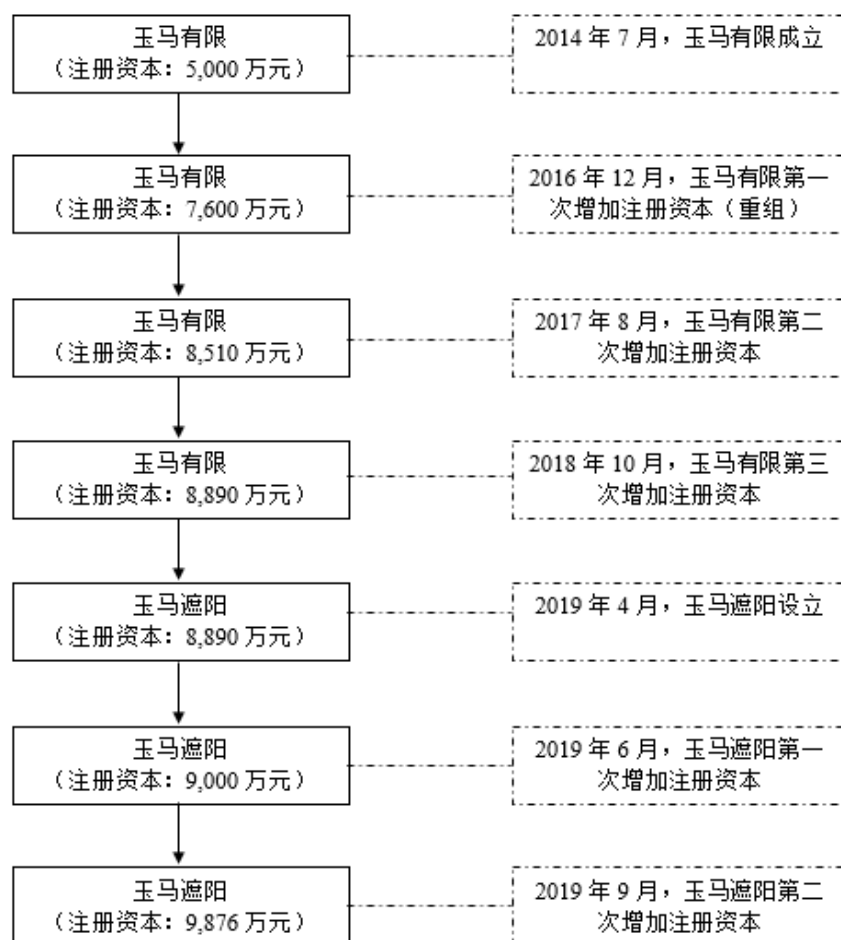 玉马有限
（注册资本：5,000 万元）
2014 年 7 月，玉马有限成立
玉马有限
（注册资本：7,600 万元）
2016 年 12 月，玉马有限第一
次增加注册资本（重组）
玉马有限
（注册资本：8,510 万元）
2017 年 8 月，玉马有限第二
次增加注册资本
玉马有限
（注册资本：8,890 万元）
2018 年 10 月，玉马有限第三
次增加注册资本
玉马遮阳
（注册资本：8,890 万元）
2019 年 4 月，玉马遮阳设立
玉马遮阳
（注册资本：9,000 万元）
2019 年 6 月，玉马遮阳第一
次增加注册资本
玉马遮阳
（注册资本：9,876 万元）
2019 年 9 月，玉马遮阳第二
次增加注册资本